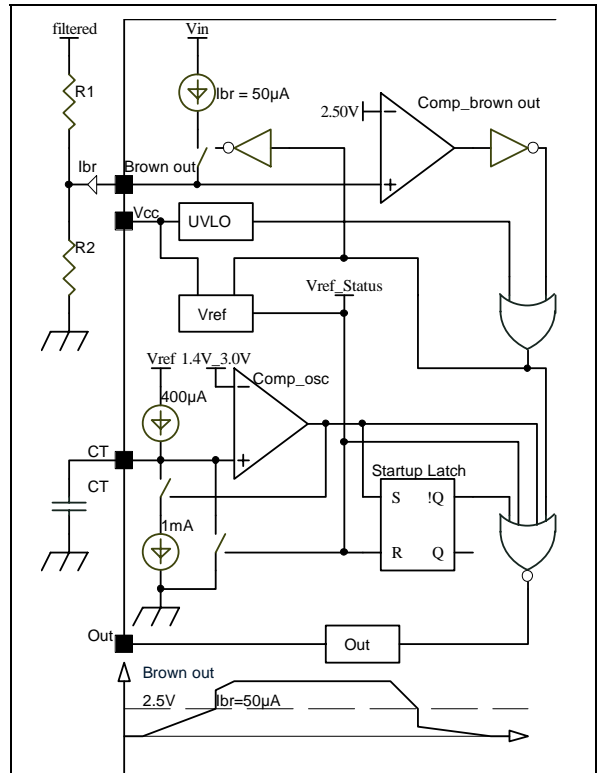 filtered
Vin
R1
Ibr = 50µA
Comp_brown out
2.50V
Ibr
Brown out
Vcc
UVLO
R2
Vref_Status
Vref
Vref 1.4V_3.0V
Comp_osc
400µA
CT
Startup Latch
CT
S !Q
1mA
R Q
Out
Out
Brown out
2.5V
Ibr=50µA